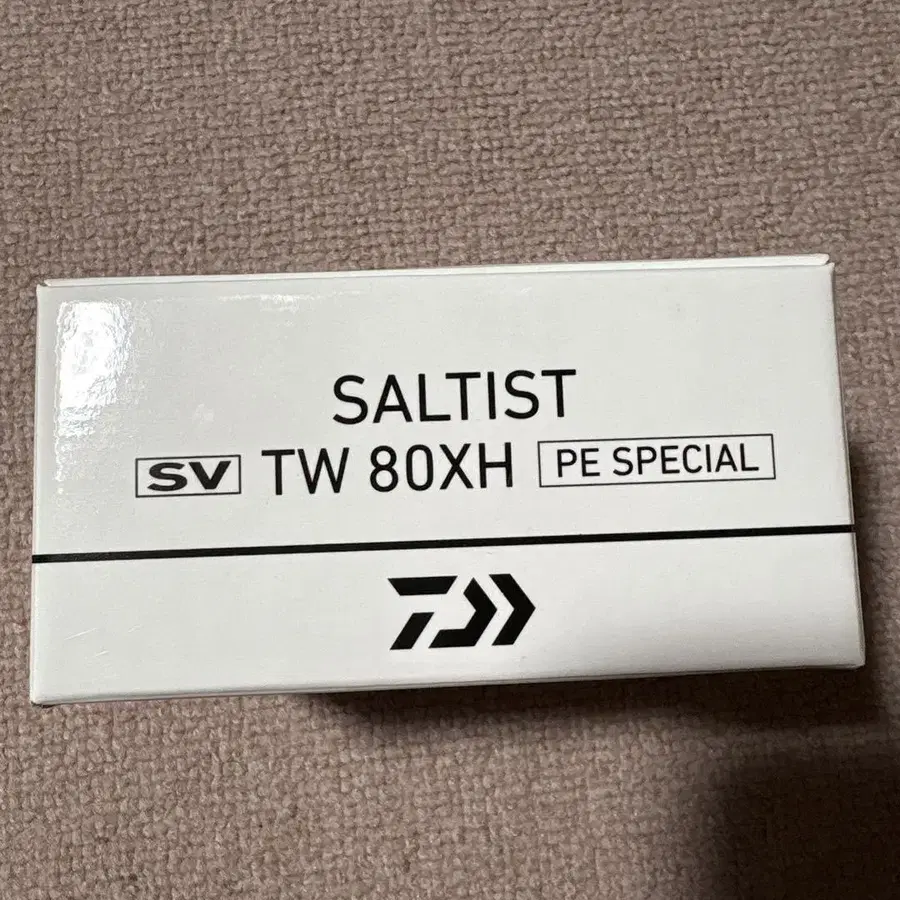 SALTIST
SV TW 80XH PE SPECIAL